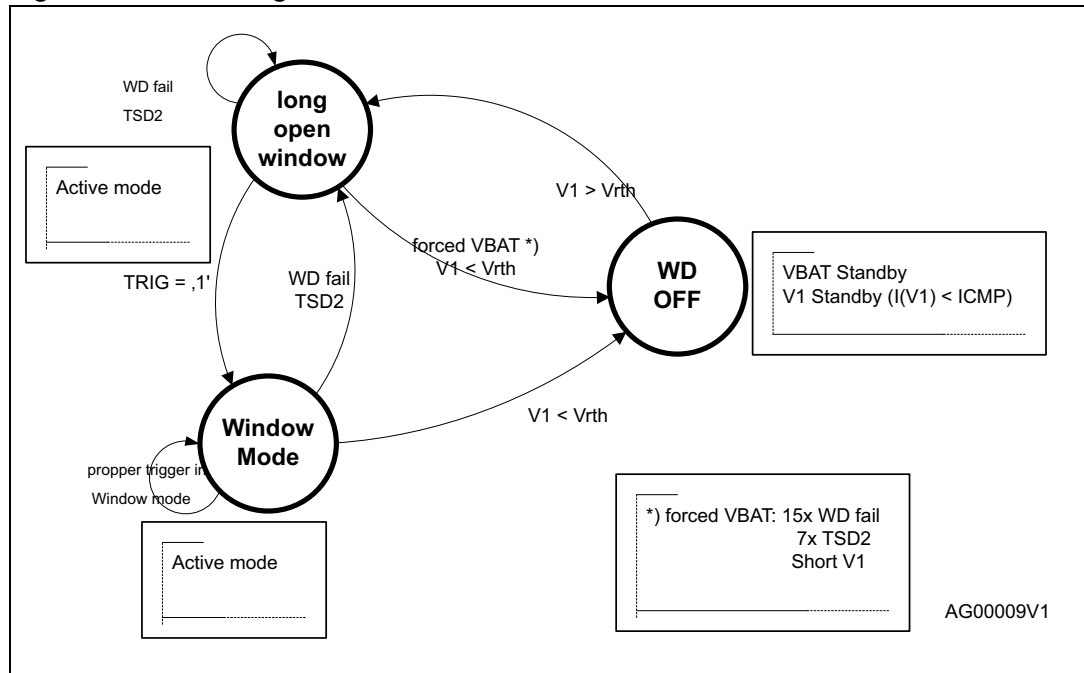 WD fail
TSD2
long
open
window
Active mode
V1 > Vrth
forced VBAT *)
V1 < Vrth
WD
OFF
VBAT Standby
V1 Standby (I(V1) < ICMP)
TRIG = ‚1'
WD fail
TSD2
V1 < Vrth
Window
Mode
propper trigger in
Window mode
Active mode
*) forced VBAT: 15x WD fail
7x TSD2
Short V1
AG00009V1